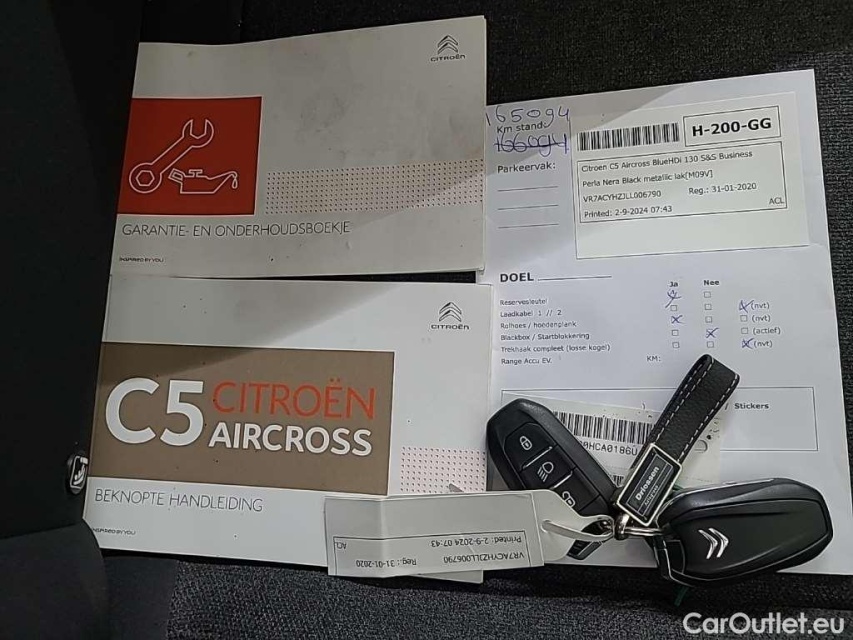 CITROËN
GARANTIE- EN ONDERHOUDSBOEKJE
INSPIRED BY YOU
165094
Km stand:
166094
Parkeervak:
H-200-GG
Citroen C5 Aircross BlueHDi 130 S&S Business
Perla Nera Black metallic lak[M09V]
VR7ACYHZJLL006790 Reg.: 31-01-2020
Printed: 2-9-2024 07:43 ACL
DOEL
Ja Nee
Reservesleutel
Laadkabel 1 // 2 (nvt)
Rolhoes / hoedenplank (nvt)
Blackbox / Startblokkering (actief)
Trekhaak compleet (losse kogel) (nvt)
Range Accu EV. KM:
/ Stickers
CITROËN
C5 CITROËN
AIRCROSS
BEKNOPTE HANDLEIDING
INSPIRED BY YOU
HCA0186U
Driessen
VR7ACYHZJLL006790
Reg.: 31-01-2020
Printed: 2-9-2024 07:43
ACL
CarOutlet.eu